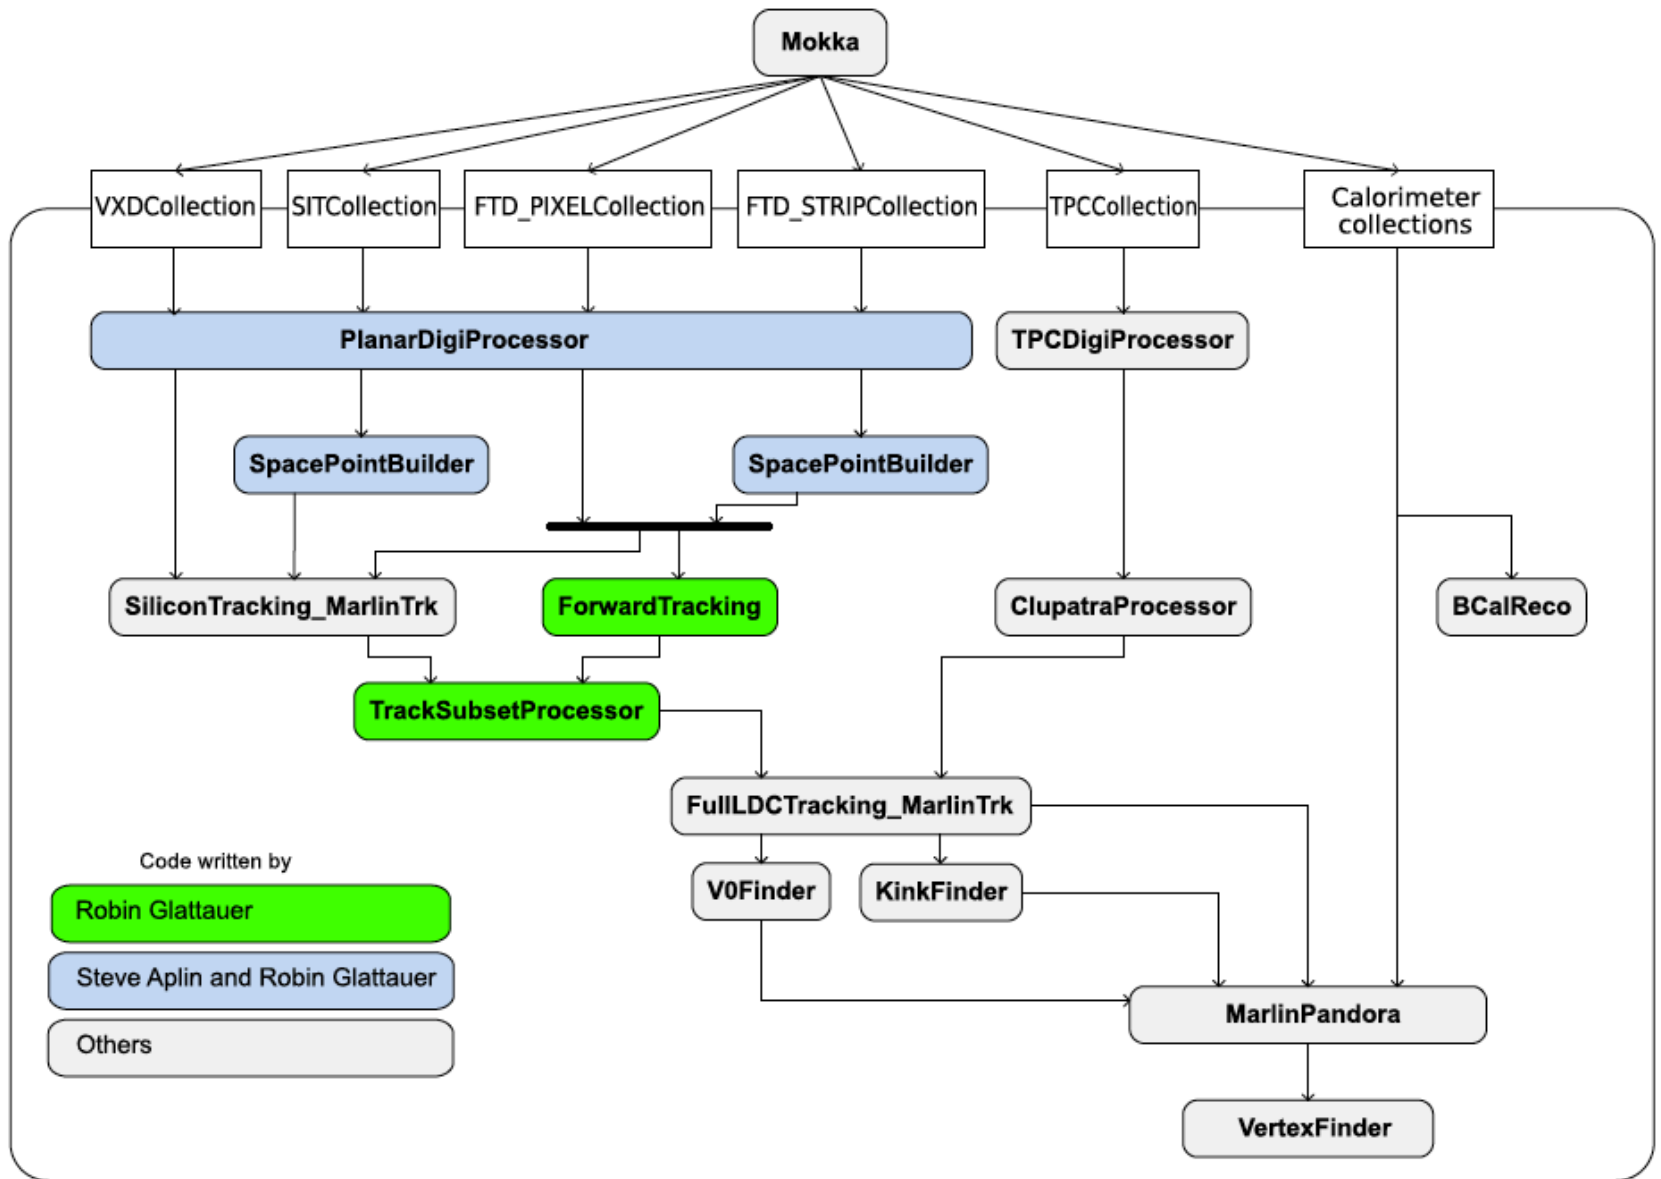 Mokka
VXDCollection
SITCollection
FTD_PIXELCollection
FTD_STRIPCollection
TPCCollection
Calorimeter
collections
PlanarDigiProcessor
TPCDigiProcessor
SpacePointBuilder
SpacePointBuilder
SiliconTracking_MarlinTrk
ForwardTracking
ClupatraProcessor
BCalReco
TrackSubsetProcessor
FullLDCTracking_MarlinTrk
V0Finder
KinkFinder
MarlinPandora
VertexFinder
Code written by
Robin Glattauer
Steve Aplin and Robin Glattauer
Others